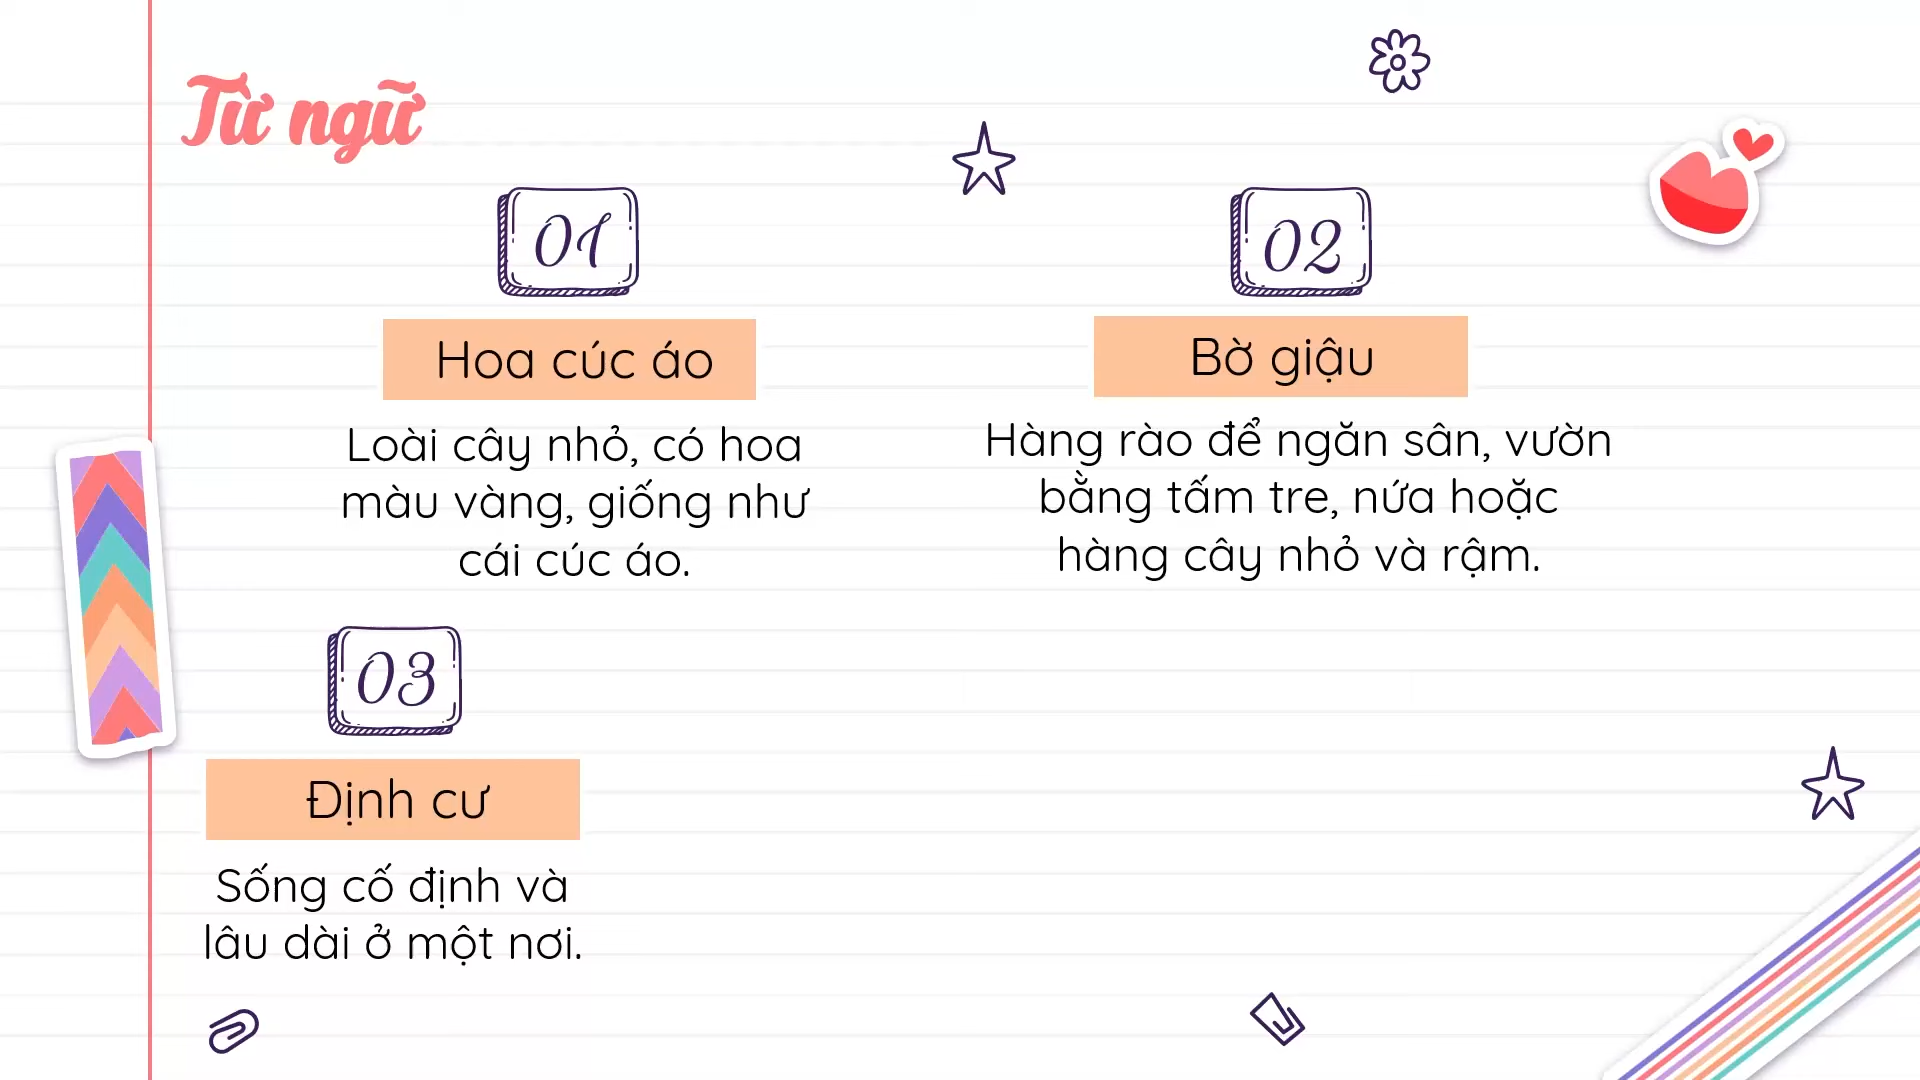 Từ ngữ
01
Hoa cúc áo
Loài cây nhỏ, có hoa
màu vàng, giống như
cái cúc áo.
02
Bờ giậu
Hàng rào để ngăn sân, vườn
bằng tấm tre, nứa hoặc
hàng cây nhỏ và rậm.
03
Định cư
Sống cố định và
lâu dài ở một nơi.